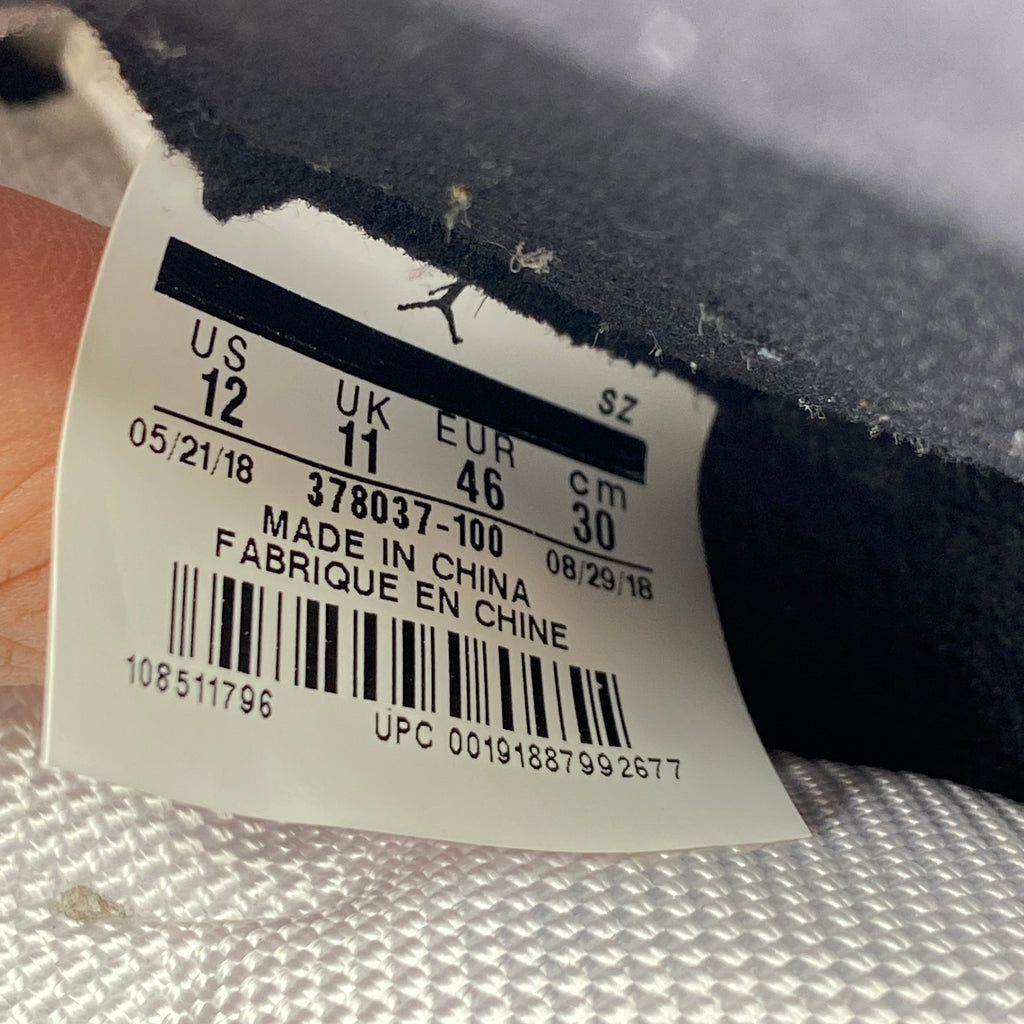 SZ
US UK EUR cm
12 11 46 30
05/21/18 378037-100 08/29/18
MADE IN CHINA
FABRIQUE EN CHINE
108511796
UPC 00191887992677